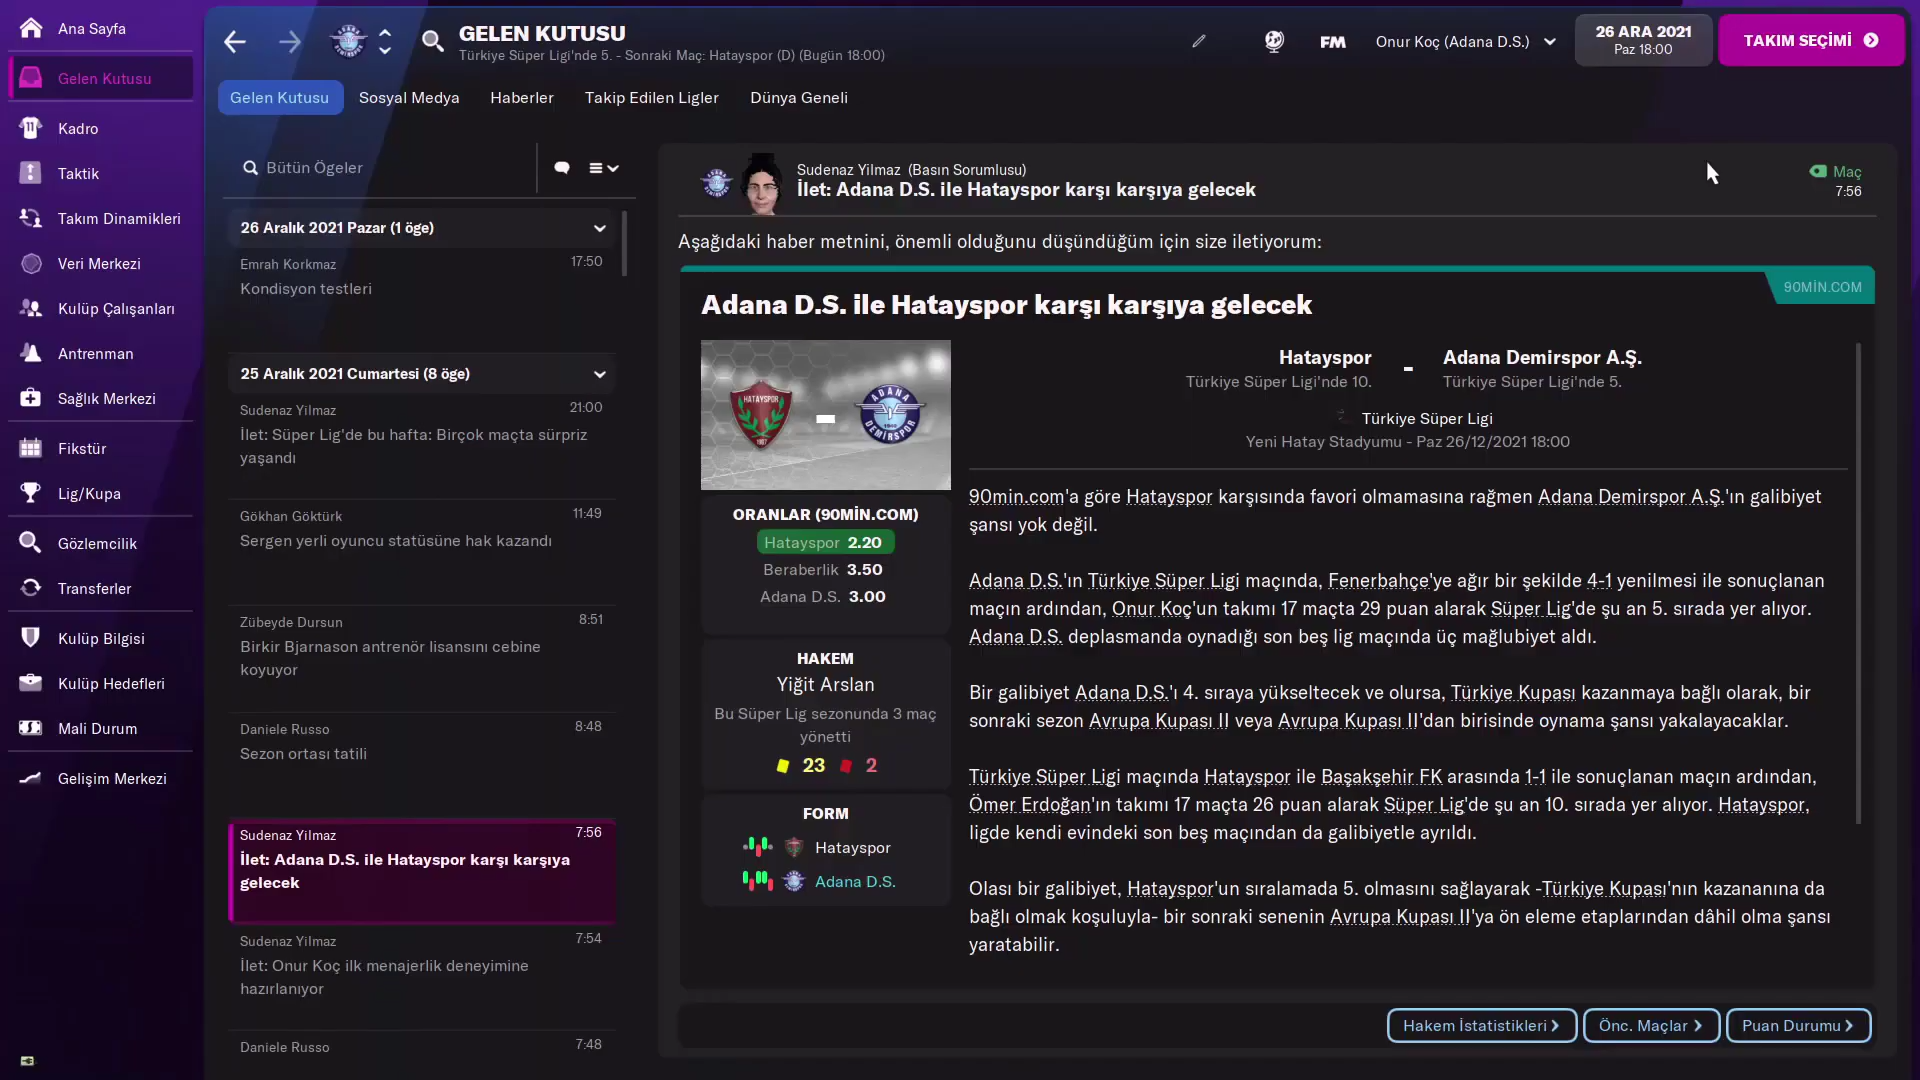 Ana Sayfa
Gelen Kutusu
Kadro
Taktik
Takım Dinamikleri
Veri Merkezi
Kulüp Çalışanları
Antrenman
Sağlık Merkezi
Fikstür
Lig/Kupa
Gözlemcilik
Transferler
Kulüp Bilgisi
Kulüp Hedefleri
Mali Durum
Gelişim Merkezi
GELEN KUTUSU
Türkiye Süper Ligi'nde 5. - Sonraki Maç: Hatayspor (D) (Bugün 18:00)
FM
Onur Koç (Adana D.S.)
26 ARA 2021
Paz 18:00
TAKIM SEÇİMİ
Gelen Kutusu Sosyal Medya Haberler Takip Edilen Ligler Dünya Geneli
Bütün Ögeler
26 Aralık 2021 Pazar (1 öge)
Emrah Korkmaz 17:50
Kondisyon testleri
25 Aralık 2021 Cumartesi (8 öge)
Sudenaz Yilmaz 21:00
İlet: Süper Lig'de bu hafta: Birçok maçta sürpriz
yaşandı
Gökhan Göktürk 11:49
Sergen yerli oyuncu statüsüne hak kazandı
Zübeyde Dursun 8:51
Birkir Bjarnason antrenör lisansını cebine
koyuyor
Daniele Russo 8:48
Sezon ortası tatili
Sudenaz Yilmaz 7:56
İlet: Adana D.S. ile Hatayspor karşı karşıya
gelecek
Sudenaz Yilmaz 7:54
İlet: Onur Koç ilk menajerlik deneyimine
hazırlanıyor
Daniele Russo 7:48
Sudenaz Yilmaz (Basın Sorumlusu)
İlet: Adana D.S. ile Hatayspor karşı karşıya gelecek
Maç
7:56
Aşağıdaki haber metnini, önemli olduğunu düşündüğüm için size iletiyorum:
90MİN.COM
Adana D.S. ile Hatayspor karşı karşıya gelecek
HATAYSPOR
1967
ADANA
1940
DEMİRSPOR
ORANLAR (90MİN.COM)
Hatayspor 2.20
Beraberlik 3.50
Adana D.S. 3.00
HAKEM
Yiğit Arslan
Bu Süper Lig sezonunda 3 maç
yönetti
23 2
FORM
Hatayspor
Adana D.S.
Hatayspor - Adana Demirspor A.Ş.
Türkiye Süper Ligi'nde 10. Türkiye Süper Ligi'nde 5.
Türkiye Süper Ligi
Yeni Hatay Stadyumu - Paz 26/12/2021 18:00
90min.com'a göre Hatayspor karşısında favori olmamasına rağmen Adana Demirspor A.Ş.'ın galibiyet
şansı yok değil.
Adana D.S.'ın Türkiye Süper Ligi maçında, Fenerbahçe'ye ağır bir şekilde 4-1 yenilmesi ile sonuçlanan
maçın ardından, Onur Koç'un takımı 17 maçta 29 puan alarak Süper Lig'de şu an 5. sırada yer alıyor.
Adana D.S. deplasmanda oynadığı son beş lig maçında üç mağlubiyet aldı.
Bir galibiyet Adana D.S.'ı 4. sıraya yükseltecek ve olursa, Türkiye Kupası kazanmaya bağlı olarak, bir
sonraki sezon Avrupa Kupası II veya Avrupa Kupası II'dan birisinde oynama şansı yakalayacaklar.
Türkiye Süper Ligi maçında Hatayspor ile Başakşehir FK arasında 1-1 ile sonuçlanan maçın ardından,
Ömer Erdoğan'ın takımı 17 maçta 26 puan alarak Süper Lig'de şu an 10. sırada yer alıyor. Hatayspor,
ligde kendi evindeki son beş maçından da galibiyetle ayrıldı.
Olası bir galibiyet, Hatayspor'un sıralamada 5. olmasını sağlayarak -Türkiye Kupası'nın kazananına da
bağlı olmak koşuluyla- bir sonraki senenin Avrupa Kupası II'ya ön eleme etaplarından dâhil olma şansı
yaratabilir.
Hakem İstatistikleri
Önc. Maçlar
Puan Durumu